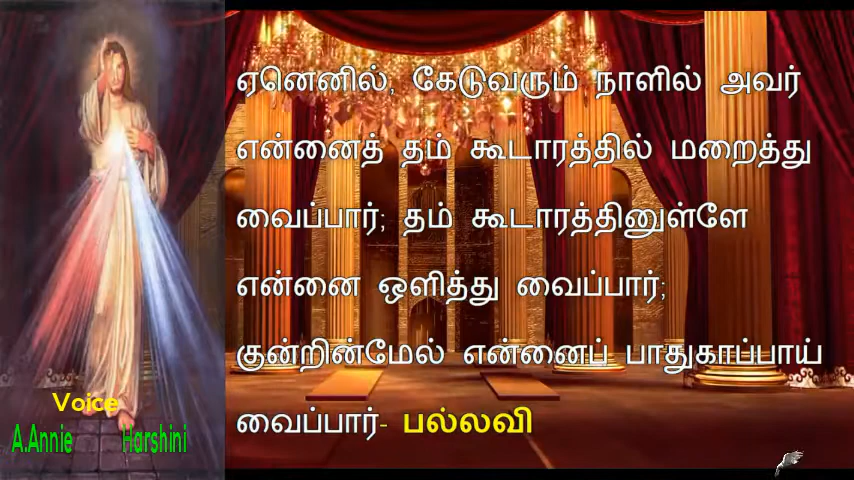 ஏனெனில், கேடுவரும் நாளில் அவர்
என்னைத் தம் கூடாரத்தில் மறைத்து
வைப்பார்; தம் கூடாரத்தினுள்ளே
என்னை ஒளித்து வைப்பார்;
குன்றின்மேல் என்னைப் பாதுகாப்பாய்
வைப்பார்- பல்லவி
Voice
A.Annie Harshini